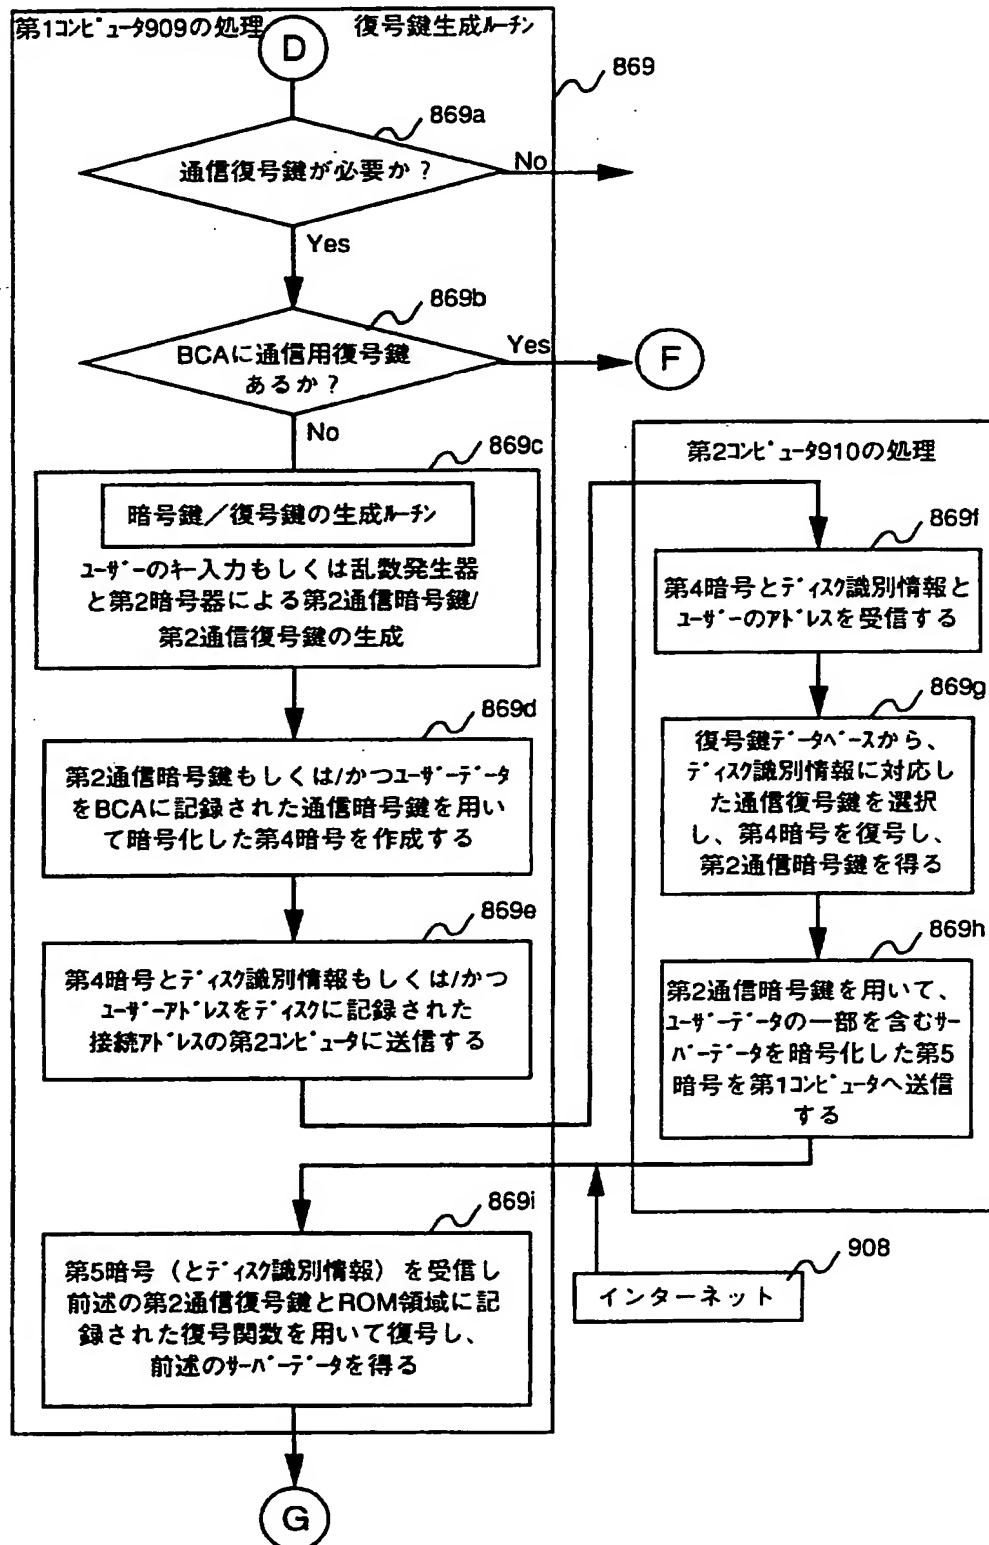 第1コンピュータ909の処理
復号鍵生成ルーチン
D
869
869a
通信復号鍵が必要か？
No
Yes
869b
BCAに通信用復号鍵
あるか？
Yes
F
No
869c
暗号鍵／復号鍵の生成ルーチン
ユーザーのキー入力もしくは乱数発生器
と第2暗号器による第2通信暗号鍵/
第2通信復号鍵の生成
869d
第2通信暗号鍵もしくは/かつユーザーデータ
をBCAに記録された通信暗号鍵を用い
て暗号化した第4暗号を作成する
869e
第4暗号とディスク識別情報もしくは/かつ
ユーザーアドレスをディスクに記録された
接続アドレスの第2コンピュータに送信する
第2コンピュータ910の処理
869f
第4暗号とディスク識別情報と
ユーザーのアドレスを受信する
869g
復号鍵データベースから、
ディスク識別情報に対応し
た通信復号鍵を選択
し、第4暗号を復号し、
第2通信暗号鍵を得る
869h
第2通信暗号鍵を用いて、
ユーザーデータの一部を含むサー
バーデータを暗号化した第5
暗号を第1コンピュータへ送信
する
869i
第5暗号（とディスク識別情報）を受信し
前述の第2通信復号鍵とROM領域に記
録された復号関数を用いて復号し、
前述のサーバーデータを得る
908
インターネット
G